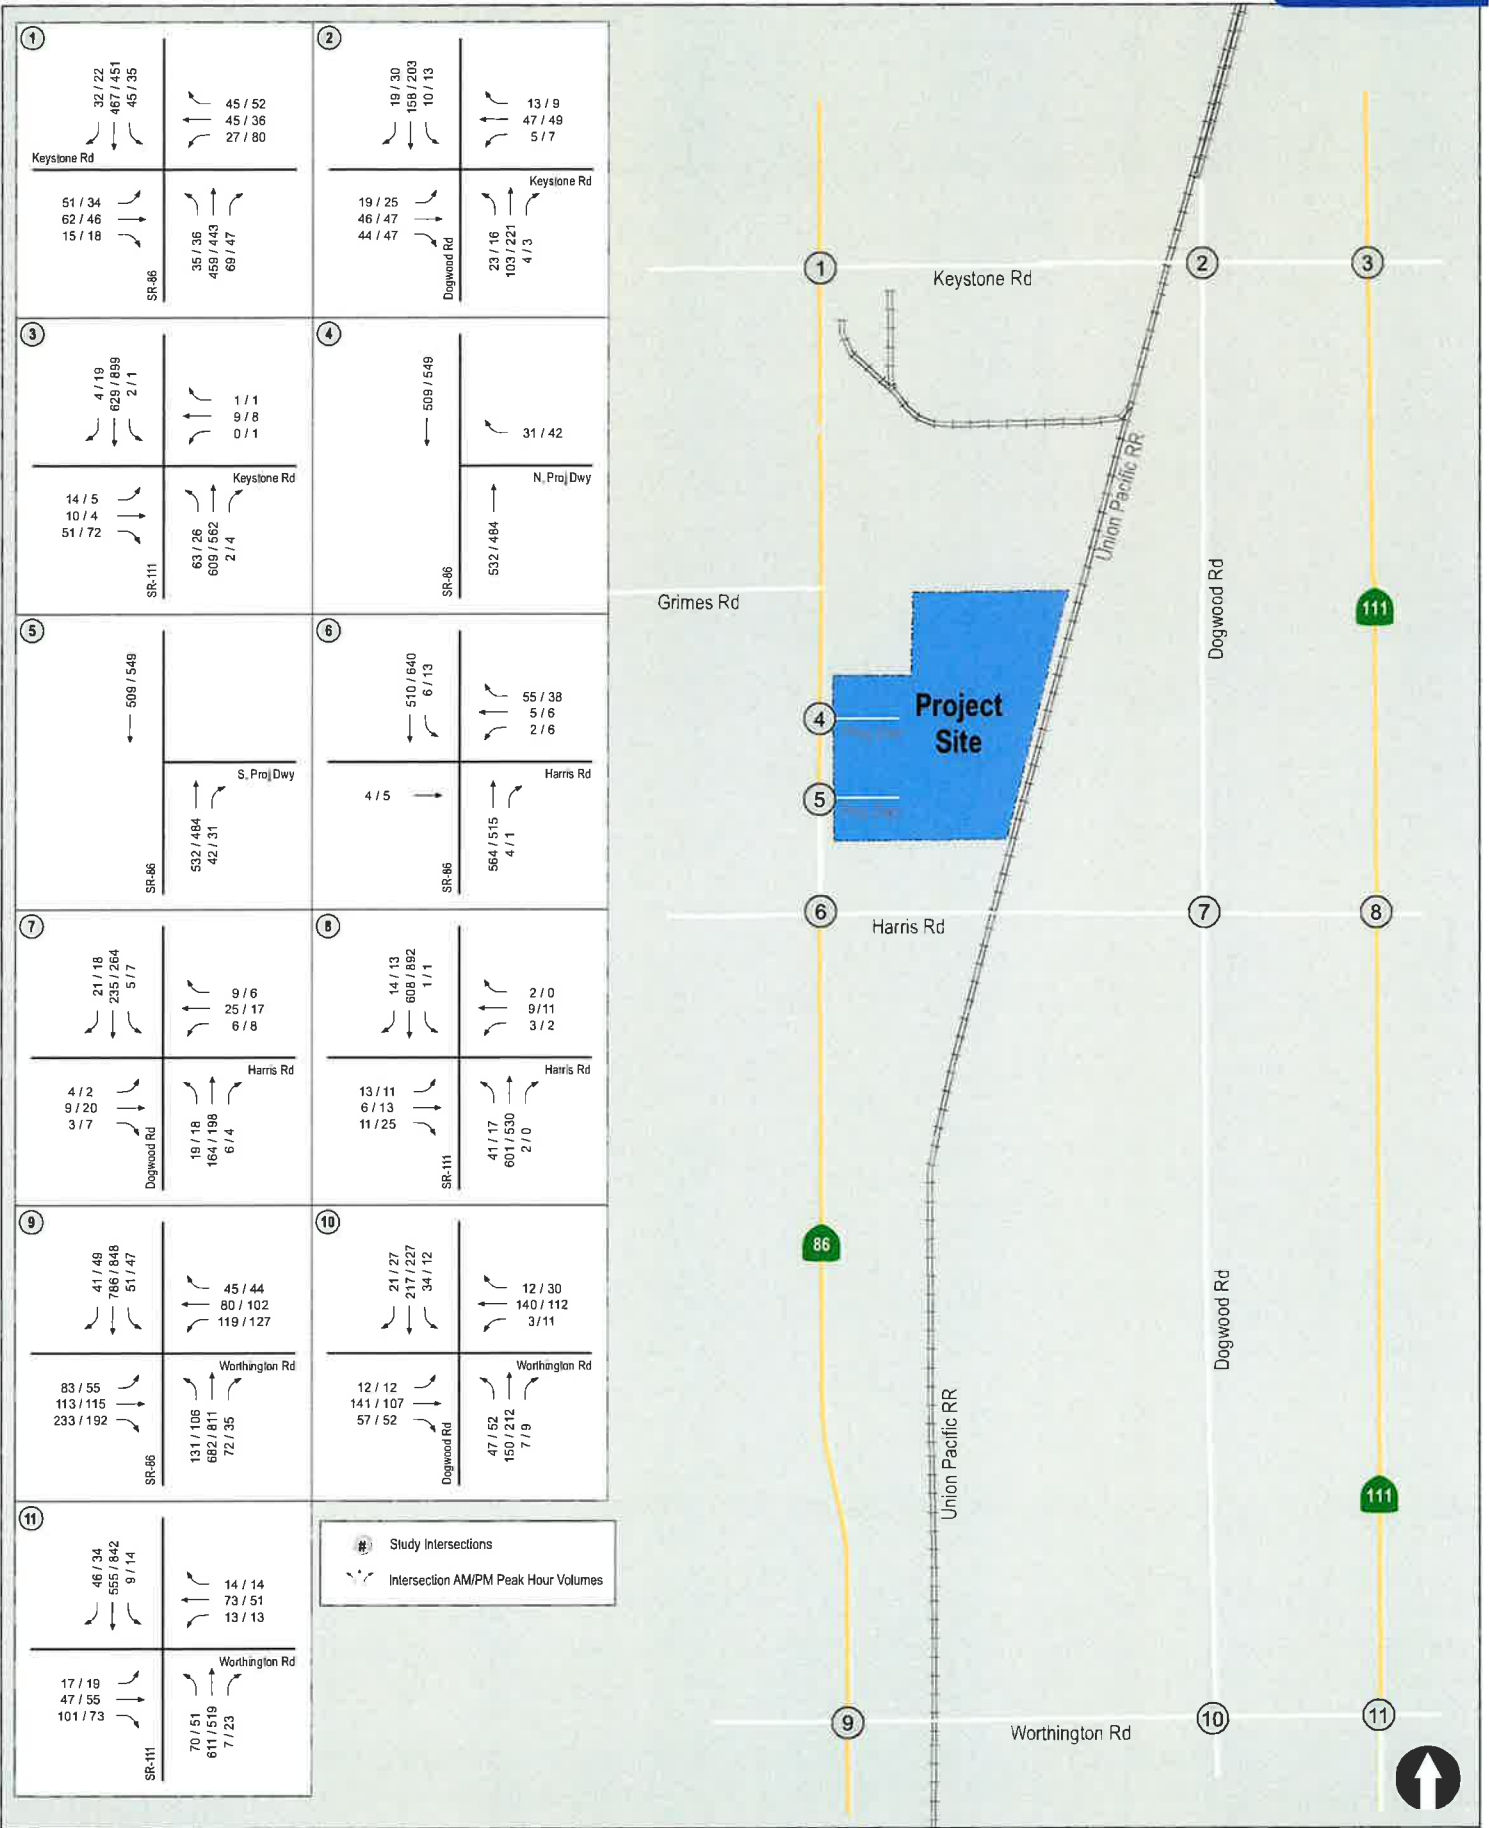 1
32 / 22
467 / 451
45 / 35
45 / 52
45 / 36
27 / 80
Keystone Rd
51 / 34
62 / 46
15 / 18
SR-86
35 / 36
459 / 443
69 / 47
2
19 / 30
158 / 203
10 / 13
13 / 9
47 / 49
5 / 7
Keystone Rd
19 / 25
46 / 47
44 / 47
Dogwood Rd
23 / 16
103 / 221
4 / 3
3
4 / 19
629 / 899
2 / 1
1 / 1
9 / 8
0 / 1
Keystone Rd
14 / 5
10 / 4
51 / 72
SR-111
63 / 26
609 / 562
2 / 4
4
509 / 549
31 / 42
N. Proj Dwy
SR-86
532 / 484
5
509 / 549
S. Proj Dwy
SR-86
532 / 484
42 / 31
6
510 / 640
6 / 13
55 / 38
5 / 6
2 / 6
Harris Rd
4 / 5
SR-86
564 / 515
4 / 1
7
21 / 18
235 / 264
5 / 7
9 / 6
25 / 17
6 / 8
Harris Rd
4 / 2
9 / 20
3 / 7
Dogwood Rd
19 / 18
164 / 198
6 / 4
8
14 / 13
608 / 892
1 / 1
2 / 0
9 / 11
3 / 2
Harris Rd
13 / 11
6 / 13
11 / 25
SR-111
41 / 17
601 / 530
2 / 0
9
41 / 49
786 / 848
51 / 47
45 / 44
80 / 102
119 / 127
Worthington Rd
83 / 55
113 / 115
233 / 192
SR-86
131 / 106
682 / 811
72 / 35
10
21 / 27
217 / 227
34 / 12
12 / 30
140 / 112
3 / 11
Worthington Rd
12 / 12
141 / 107
57 / 52
Dogwood Rd
47 / 52
150 / 212
7 / 9
11
46 / 34
555 / 842
9 / 14
14 / 14
73 / 51
13 / 13
Worthington Rd
17 / 19
47 / 55
101 / 73
SR-111
70 / 51
611 / 519
7 / 23
# Study Intersections
Intersection AM/PM Peak Hour Volumes
1
Keystone Rd
2
3
Union Pacific RR
Grimes Rd
Dogwood Rd
111
Project
Site
4
5
6
Harris Rd
7
8
86
Dogwood Rd
Union Pacific RR
111
9
Worthington Rd
10
11